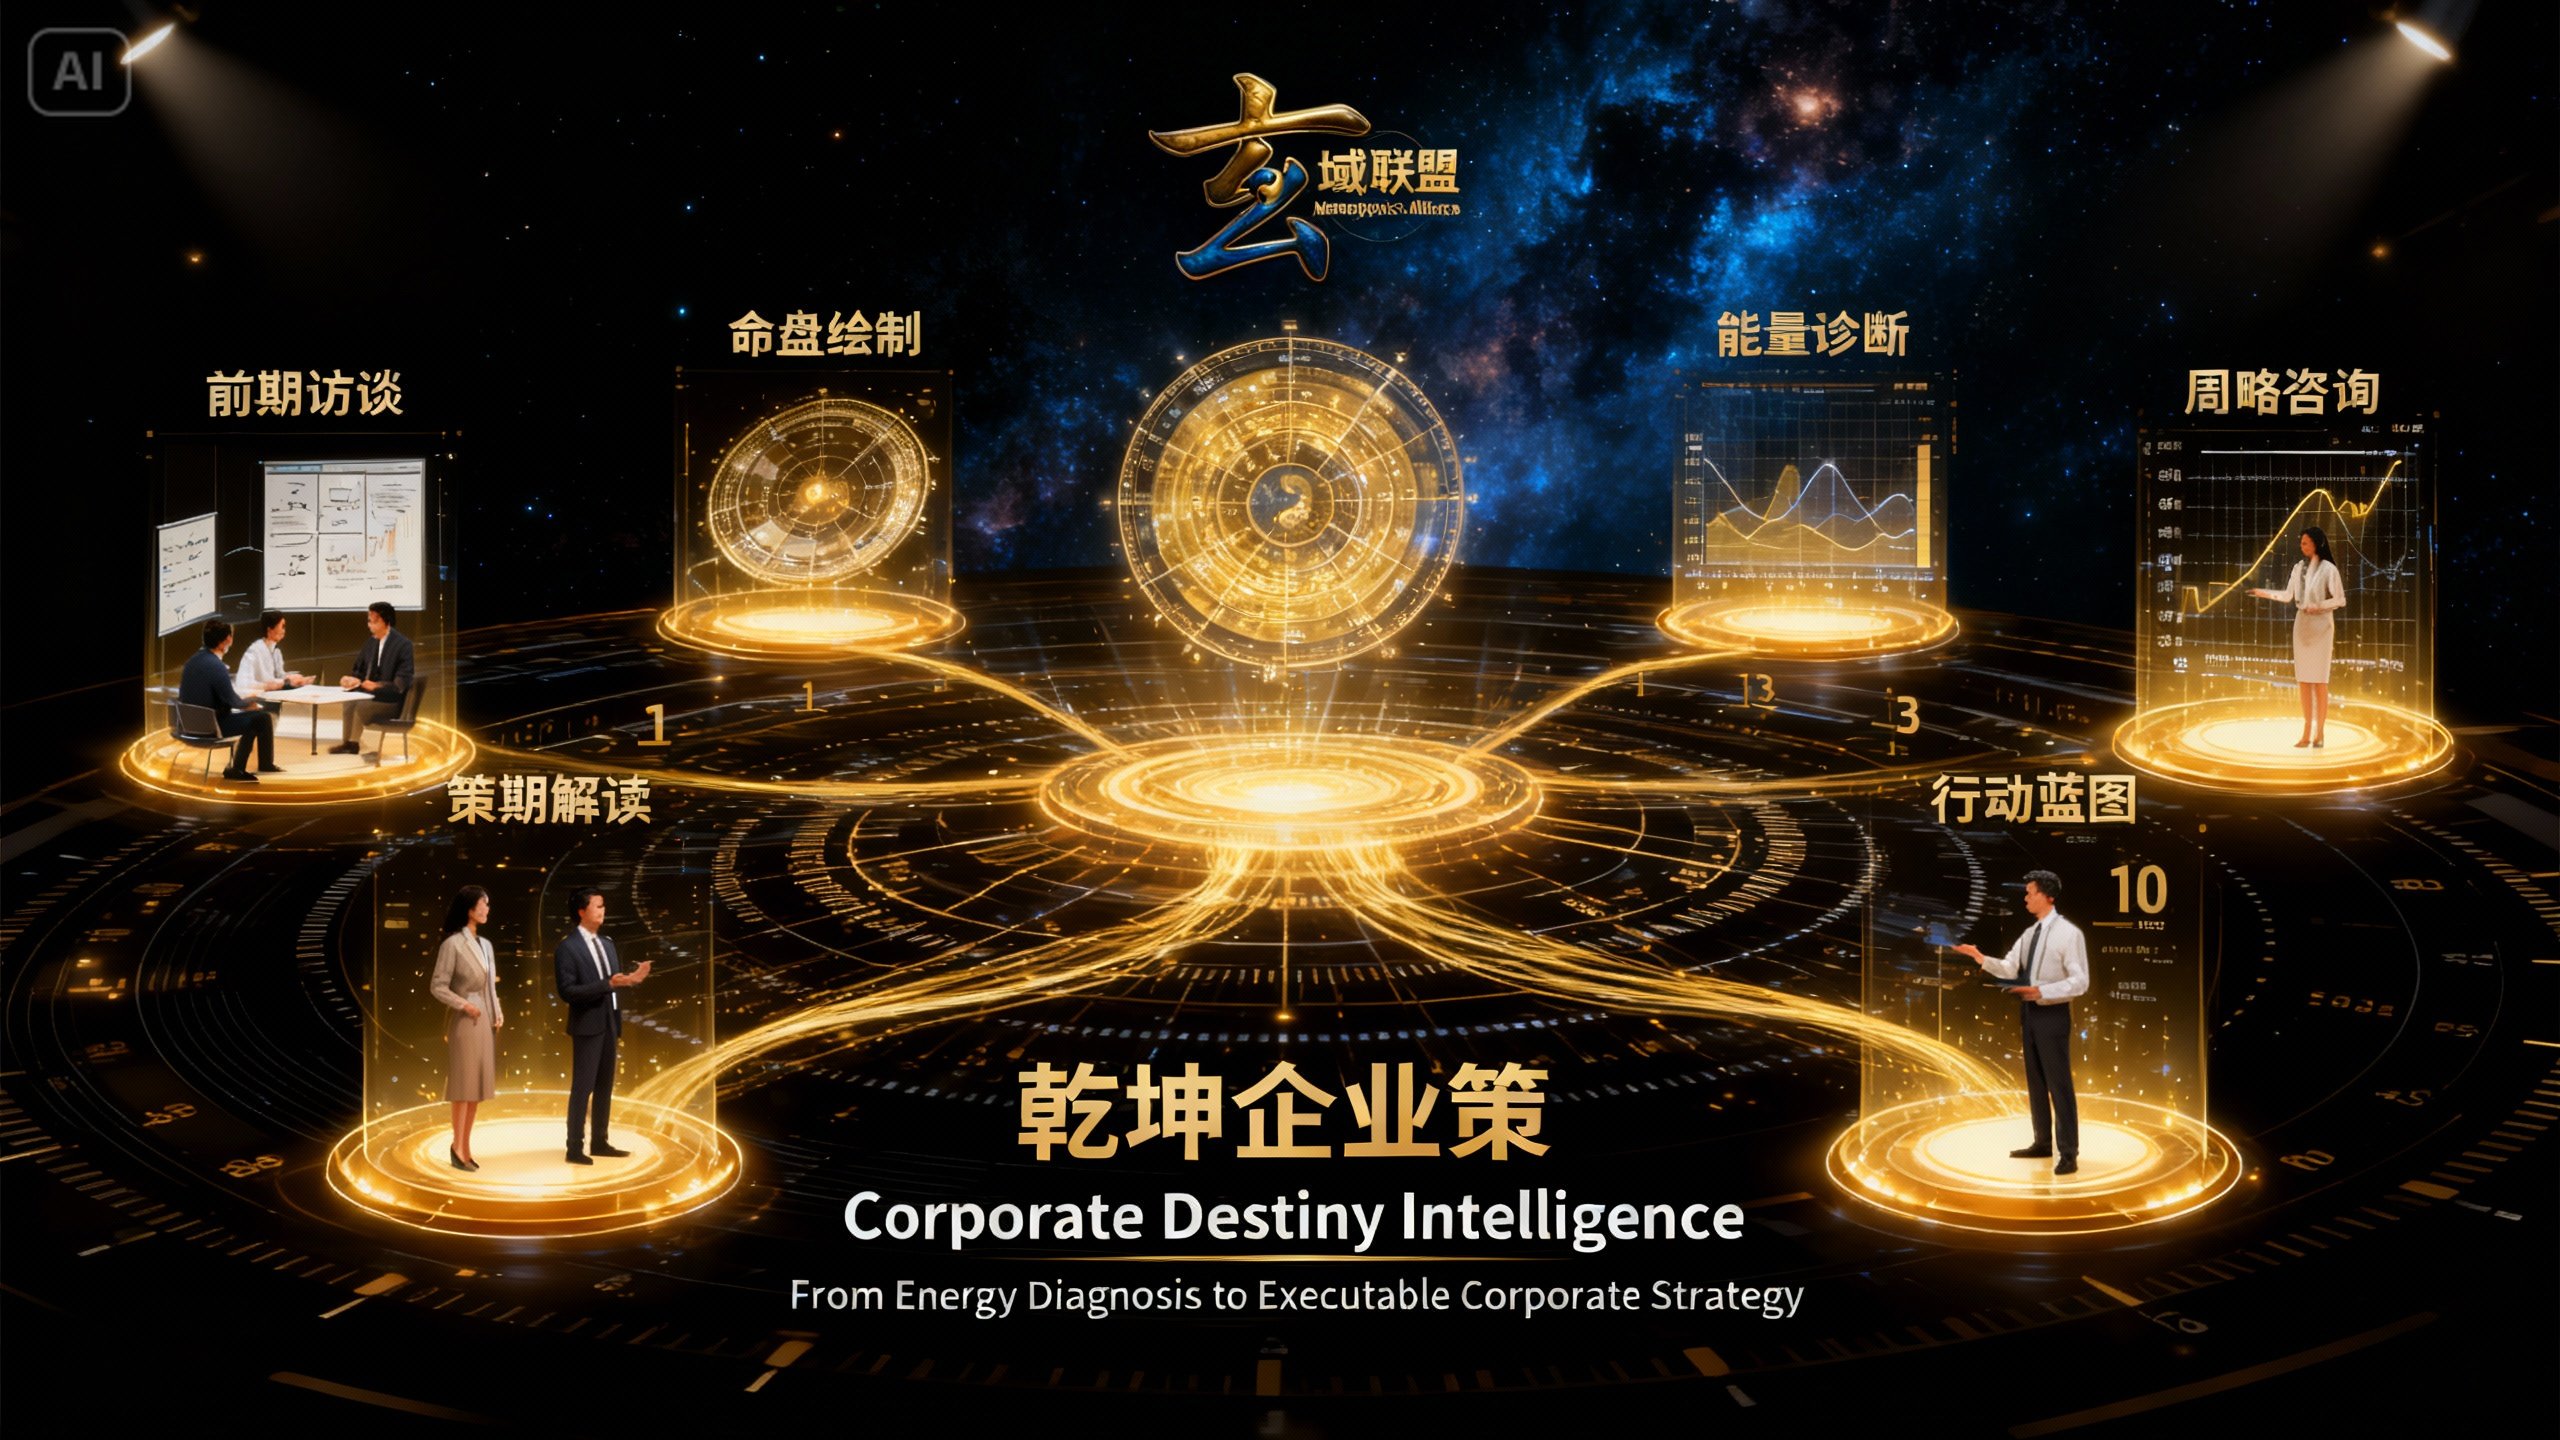 AI
玄
域联盟
命盘绘制
能量诊断
前期访谈
周略咨询
1
1
13
3
策期解读
行动蓝图
10
乾坤企业策
Corporate Destiny Intelligence
From Energy Diagnosis to Executable Corporate Strategy